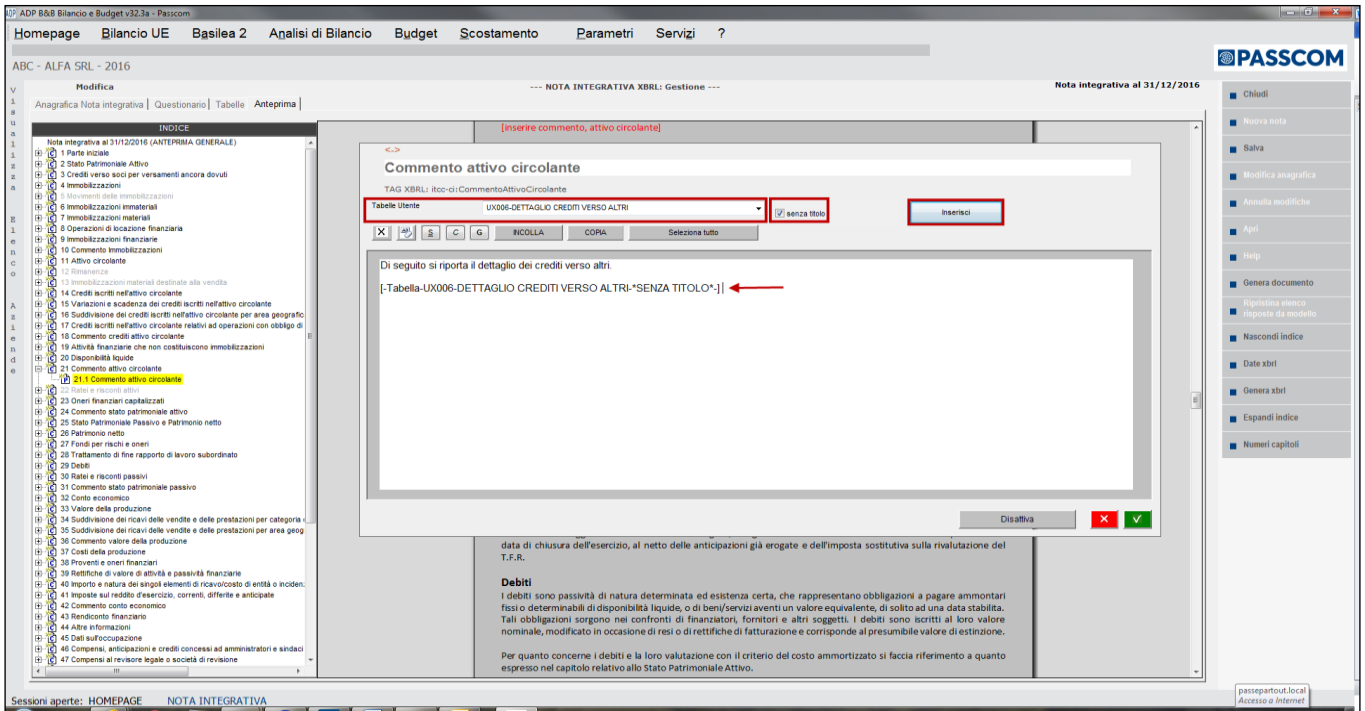 ADP B&B Bilancio e Budget v32.3a - Passcom
Homepage Bilancio UE Basilea 2 Analisi di Bilancio Budget Scostamento Parametri Servizi ?
PASSCOM
ABC - ALFA SRL - 2016
Modifica
--- NOTA INTEGRATIVA XBRL: Gestione ---
Nota integrativa al 31/12/2016
Anagrafica Nota integrativa Questionario Tabelle Anteprima
Visualizza Elenco Aziende
INDICE
Nota integrativa al 31/12/2016 (ANTEPRIMA GENERALE)
1 Parte iniziale
2 Stato Patrimoniale Attivo
3 Crediti verso soci per versamenti ancora dovuti
4 Immobilizzazioni
5 Movimenti delle immobilizzazioni
6 Immobilizzazioni immateriali
7 Immobilizzazioni materiali
8 Operazioni di locazione finanziaria
9 Immobilizzazioni finanziarie
10 Commento immobilizzazioni
11 Attivo circolante
12 Rimanenze
13 Immobilizzazioni materiali destinate alla vendita
14 Crediti iscritti nell'attivo circolante
15 Variazioni e scadenza dei crediti iscritti nell'attivo circolante
16 Suddivisione dei crediti iscritti nell'attivo circolante per area geografic
17 Crediti iscritti nell'attivo circolante relativi ad operazioni con obbligo di
18 Commento crediti attivo circolante
19 Attività finanziarie che non costituiscono immobilizzazioni
20 Disponibilità liquide
21 Commento attivo circolante
21.1 Commento attivo circolante
22 Ratei e risconti attivi
23 Oneri finanziari capitalizzati
24 Commento stato patrimoniale attivo
25 Stato Patrimoniale Passivo e Patrimonio netto
26 Patrimonio netto
27 Fondi per rischi e oneri
28 Trattamento di fine rapporto di lavoro subordinato
29 Debiti
30 Ratei e risconti passivi
31 Commento stato patrimoniale passivo
32 Conto economico
33 Valore della produzione
34 Suddivisione dei ricavi delle vendite e delle prestazioni per categoria
35 Suddivisione dei ricavi delle vendite e delle prestazioni per area geog
36 Commento valore della produzione
37 Costi della produzione
38 Proventi e oneri finanziari
39 Rettifiche di valore di attività e passività finanziarie
40 Importo e natura dei singoli elementi di ricavo/costo di entità o inciden
41 Imposte sul reddito d'esercizio, correnti, differite e anticipate
42 Commento conto economico
43 Rendiconto finanziario
44 Altre informazioni
45 Dati sull'occupazione
46 Compensi, anticipazioni e crediti concessi ad amministratori e sindaci
47 Compensi al revisore legale o società di revisione
[inserire commento, attivo circolante]
<->
Commento attivo circolante
TAG XBRL: itcc-ci:CommentoAttivoCircolante
Tabelle Utente UX006-DETTAGLIO CREDITI VERSO ALTRI senza titolo Inserisci
X S C G INCOLLA COPIA Seleziona tutto
Di seguito si riporta il dettaglio dei crediti verso altri.
[-Tabella-UX006-DETTAGLIO CREDITI VERSO ALTRI-*SENZA TITOLO*-]
Disattiva
data di chiusura dell'esercizio, al netto delle anticipazioni già erogate e dell'imposta sostitutiva sulla rivalutazione del
T.F.R.
Debiti
I debiti sono passività di natura determinata ed esistenza certa, che rappresentano obbligazioni a pagare ammontari
fissi o determinabili di disponibilità liquide, o di beni/servizi aventi un valore equivalente, di solito ad una data stabilita.
Tali obbligazioni sorgono nei confronti di finanziatori, fornitori e altri soggetti. I debiti sono iscritti al loro valore
nominale, modificato in occasione di resi o di rettifiche di fatturazione e corrisponde al presumibile valore di estinzione.
Per quanto concerne i debiti e la loro valutazione con il criterio del costo ammortizzato si faccia riferimento a quanto
espresso nel capitolo relativo allo Stato Patrimoniale Attivo.
Chiudi
Nuova nota
Salva
Modifica anagrafica
Annulla modifiche
Apri
Help
Genera documento
Ripristina elenco
risposte da modello
Nascondi indice
Date xbrl
Genera xbrl
Espandi indice
Numeri capitoli
Sessioni aperte: HOMEPAGE NOTA INTEGRATIVA
passepartout.local
Accesso a Internet